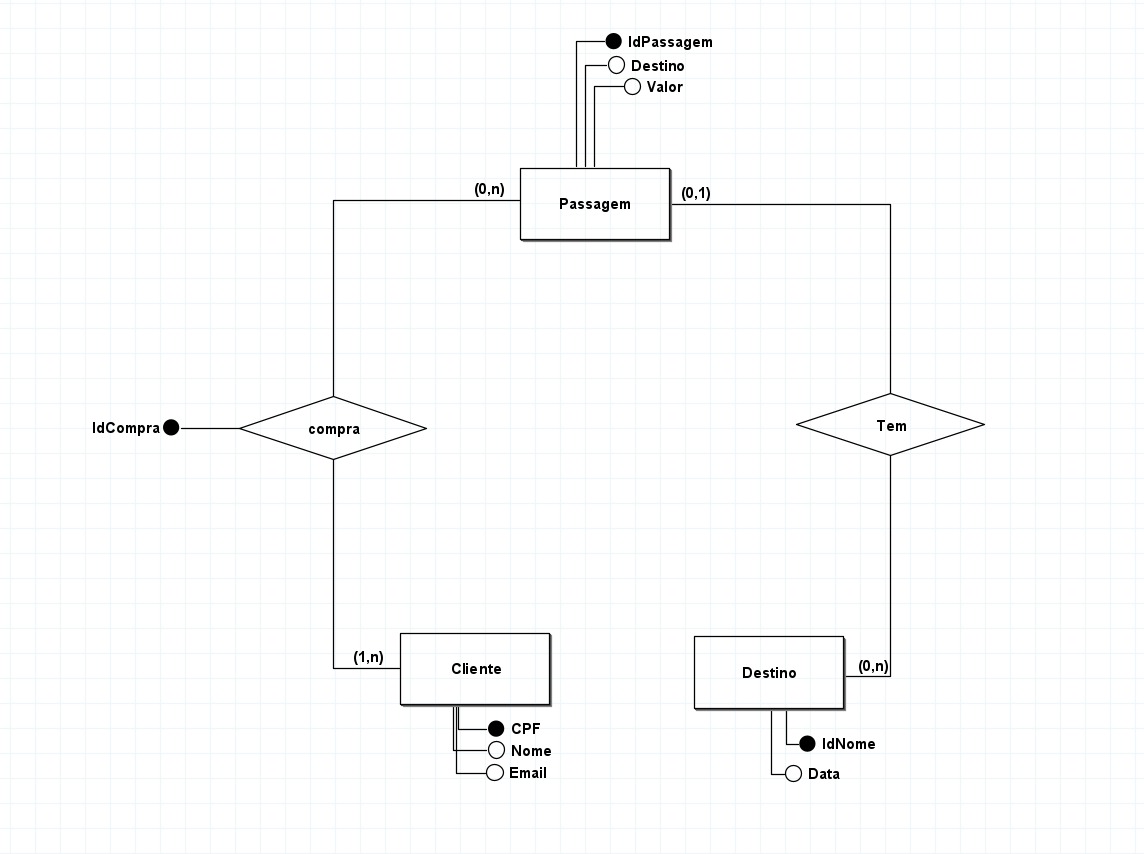 IdPassagem
Destino
Valor
(0,n)
Passagem
(0,1)
IdCompra
compra
Tem
(1,n)
Cliente
Destino
(0,n)
CPF
Nome
Email
IdNome
Data